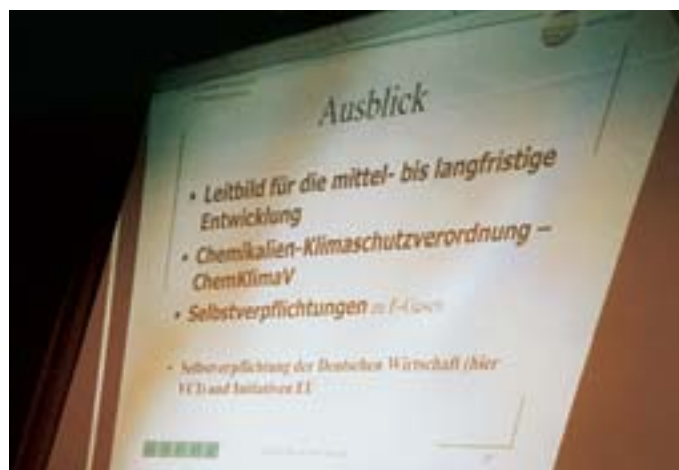 Ausblick
• Leitbild für die mittel- bis langfristige
Entwicklung
• Chemikalien-Klimaschutzverordnung –
ChemKlimaV
• Selbstverpflichtungen zu F-Gasen
• Selbstverpflichtung der Deutschen Wirtschaft (hier
VCI) und Initiativen EU